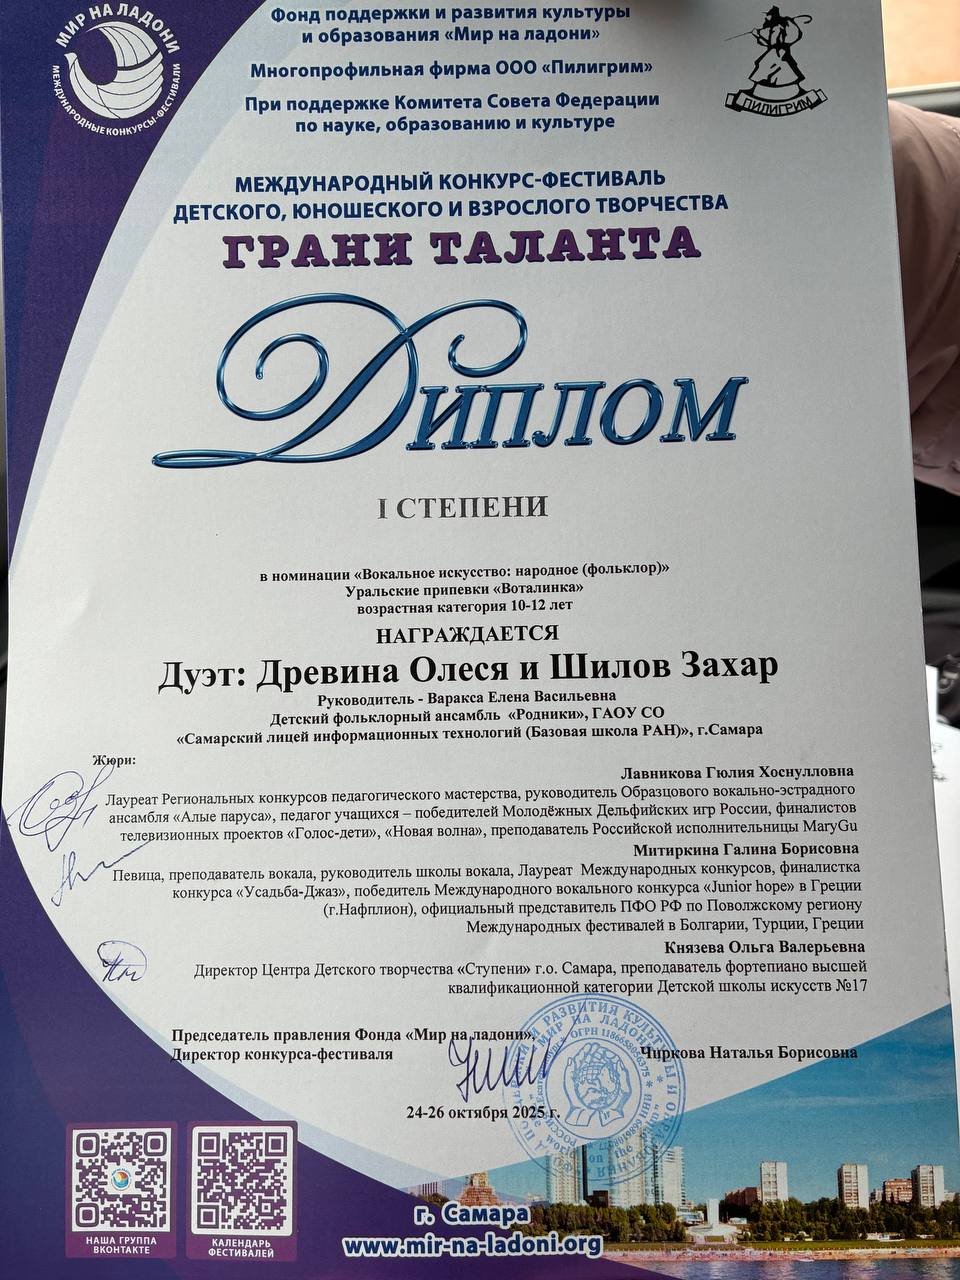 МИР НА ЛАДОНИ
МЕЖДУНАРОДНЫЕ КОНКУРСЫ-ФЕСТИВАЛИ
Фонд поддержки и развития культуры
и образования «Мир на ладони»
Многопрофильная фирма ООО «Пилигрим»
При поддержке Комитета Совета Федерации
по науке, образованию и культуре
ПИЛИГРИМ
МЕЖДУНАРОДНЫЙ КОНКУРС-ФЕСТИВАЛЬ
ДЕТСКОГО, ЮНОШЕСКОГО И ВЗРОСЛОГО ТВОРЧЕСТВА
ГРАНИ ТАЛАНТА
Диплом
I СТЕПЕНИ
в номинации «Вокальное искусство: народное (фольклор)»
Уральские припевки «Воталинка»
возрастная категория 10-12 лет
НАГРАЖДАЕТСЯ
Дуэт: Древина Олеся и Шилов Захар
Руководитель - Варакса Елена Васильевна
Детский фольклорный ансамбль «Родники», ГАОУ СО
«Самарский лицей информационных технологий (Базовая школа РАН)», г.Самара
Жюри:
Лавникова Гюлия Хоснулловна
Лауреат Региональных конкурсов педагогического мастерства, руководитель Образцового вокально-эстрадного
ансамбля «Алые паруса», педагог учащихся – победителей Молодёжных Дельфийских игр России, финалистов
телевизионных проектов «Голос-дети», «Новая волна», преподаватель Российской исполнительницы MaryGu
Митиркина Галина Борисовна
Певица, преподаватель вокала, руководитель школы вокала, Лауреат Международных конкурсов, финалистка
конкурса «Усадьба-Джаз», победитель Международного вокального конкурса «Junior hope» в Греции
(г.Нафплион), официальный представитель ПФО РФ по Поволжскому региону
Международных фестивалей в Болгарии, Турции, Греции
Князева Ольга Валерьевна
Директор Центра Детского творчества «Ступени» г.о. Самара, преподаватель фортепиано высшей
квалификационной категории Детской школы искусств №17
Председатель правления Фонда «Мир на ладони»,
Директор конкурса-фестиваля
Чиркова Наталья Борисовна
24-26 октября 2025 г.
НАША ГРУППА
ВКОНТАКТЕ
КАЛЕНДАРЬ
ФЕСТИВАЛЕЙ
г. Самара
www.mir-na-ladoni.org